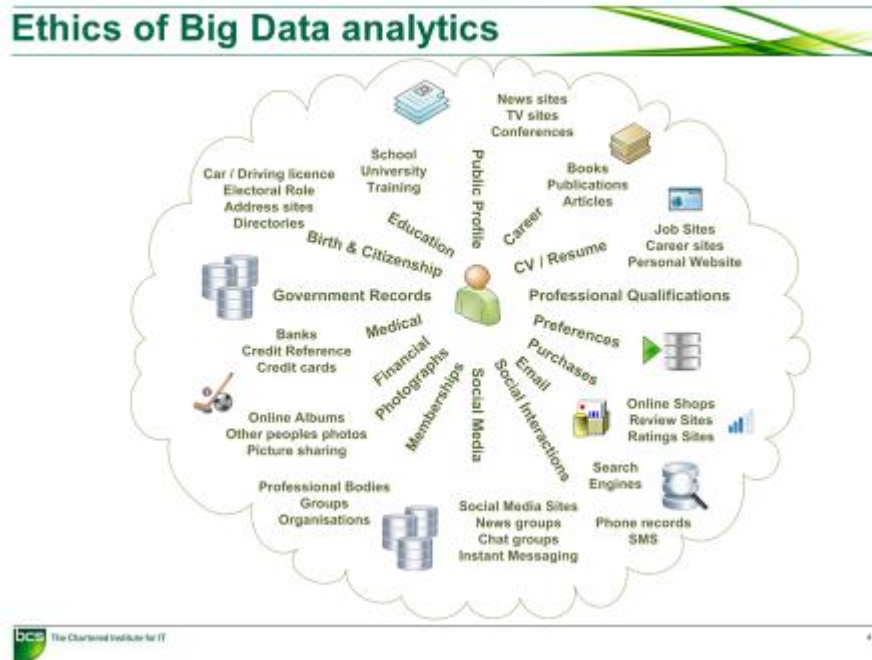 Ethics of Big Data analytics
News sites
TV sites
Conferences
School
University
Training
Books
Publications
Articles
Car / Driving licence
Electoral Role
Address sites
Directories
Public Profile
Career
Education
Birth & Citizenship
CV / Resume
Job Sites
Career sites
Personal Website
Government Records
Professional Qualifications
Medical
Preferences
Banks
Credit Reference
Credit cards
Financial
Purchases
Photographs
Email
Memberships
Social Media
Social Interactions
Online Albums
Other peoples photos
Picture sharing
Online Shops
Review Sites
Ratings Sites
Search
Engines
Professional Bodies
Groups
Organisations
Social Media Sites
News groups
Chat groups
Instant Messaging
Phone records
SMS
bcs The Chartered Institute for IT
4